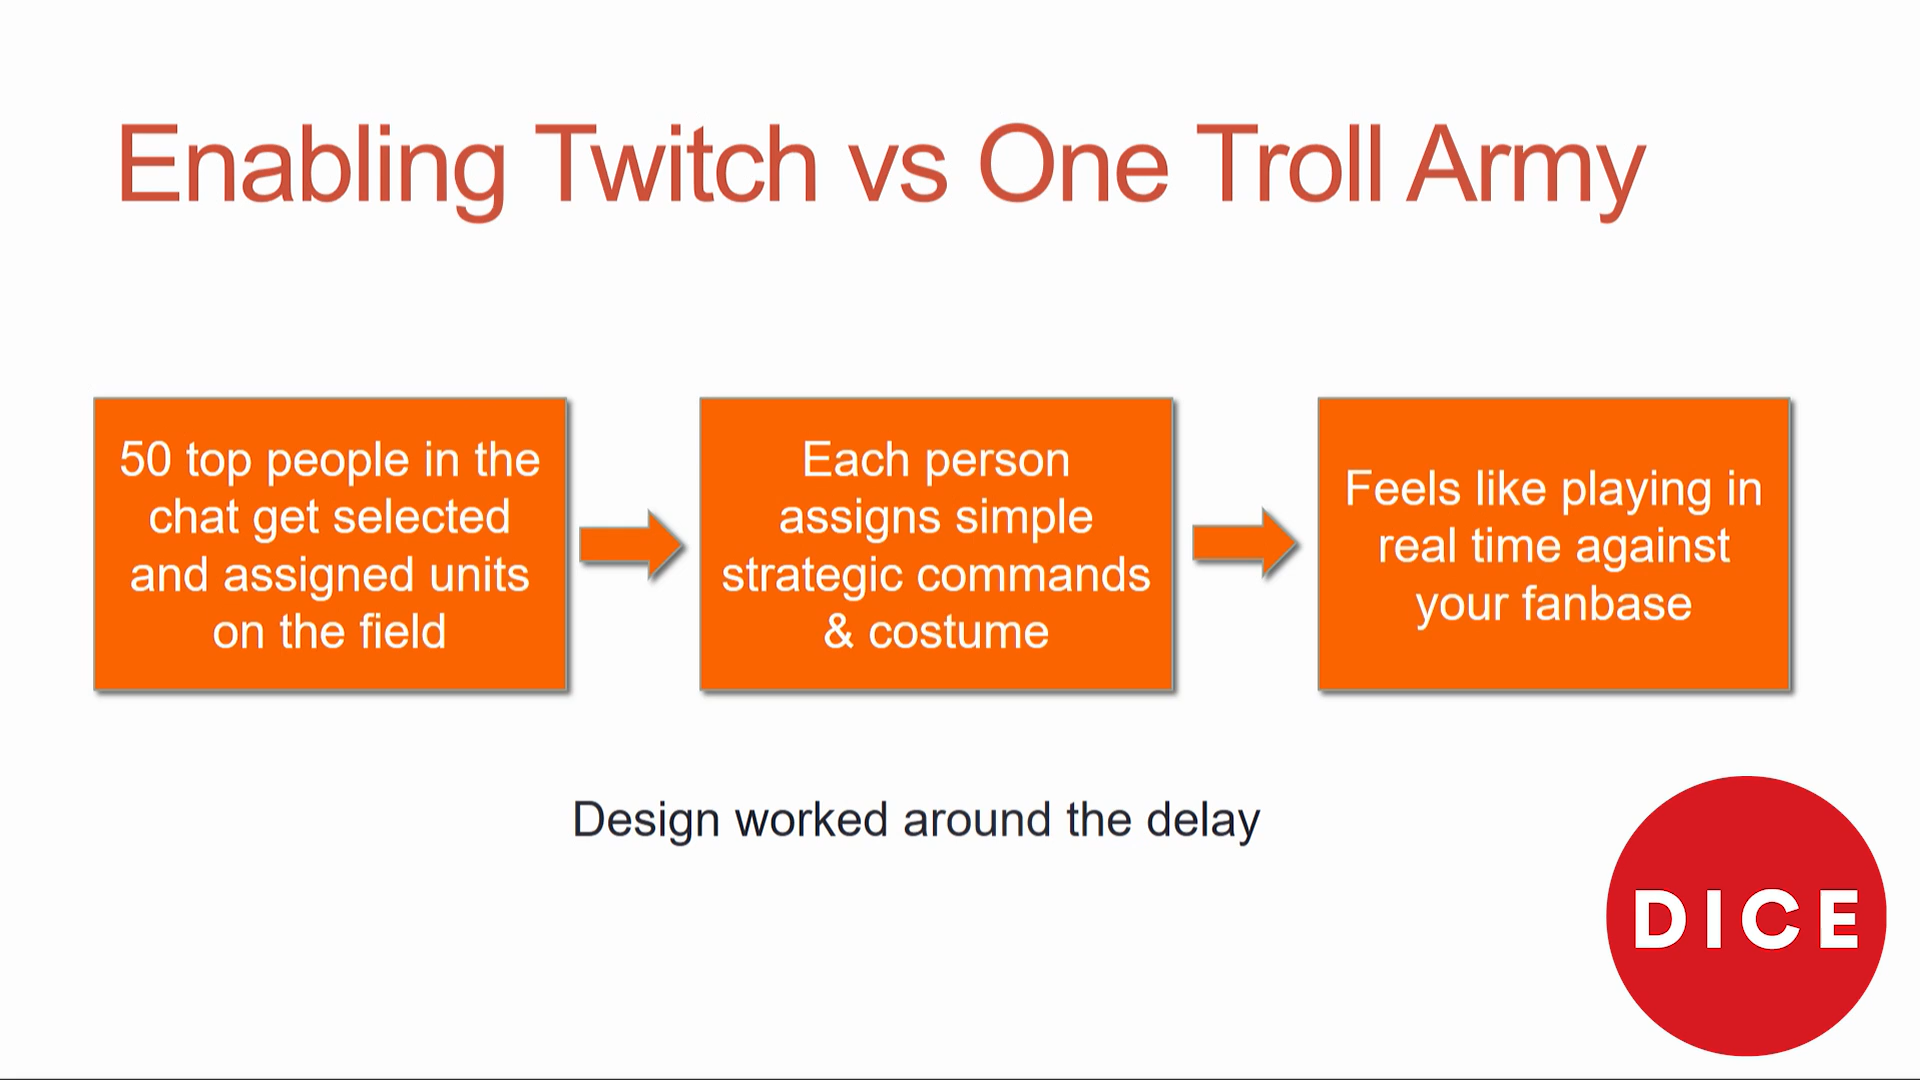 Enabling Twitch vs One Troll Army
50 top people in the
chat get selected
and assigned units
on the field
Each person
assigns simple
strategic commands
& costume
Feels like playing in
real time against
your fanbase
Design worked around the delay
DICE